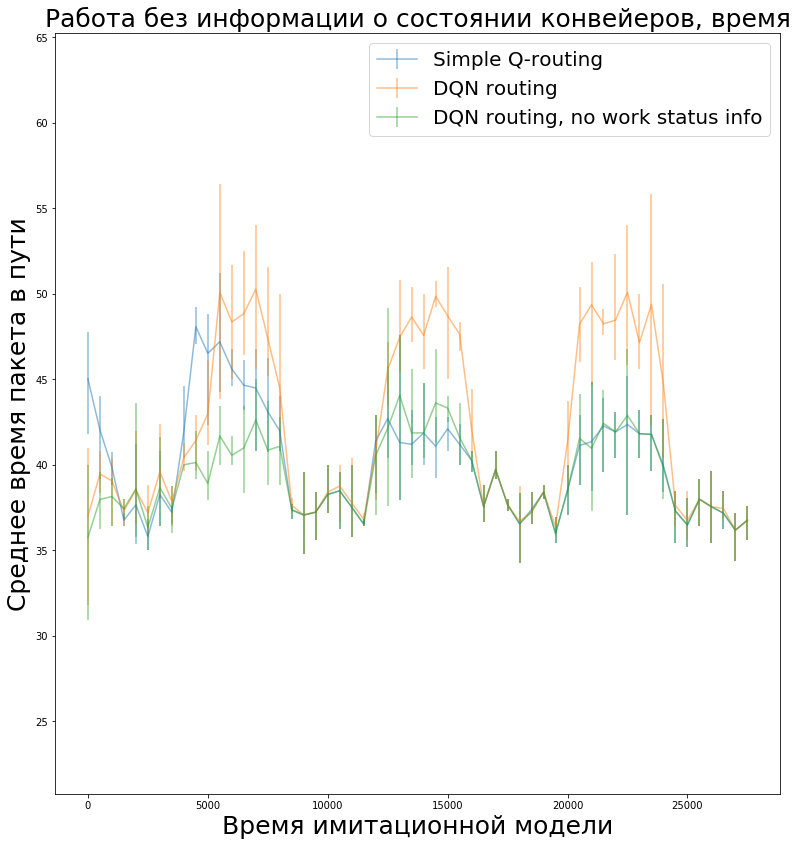 Работа без информации о состоянии конвейеров, время
Simple Q-routing
DQN routing
DQN routing, no work status info
Среднее время пакета в пути
65
60
55
50
45
40
35
30
25
0
5000
10000
15000
20000
25000
Время имитационной модели